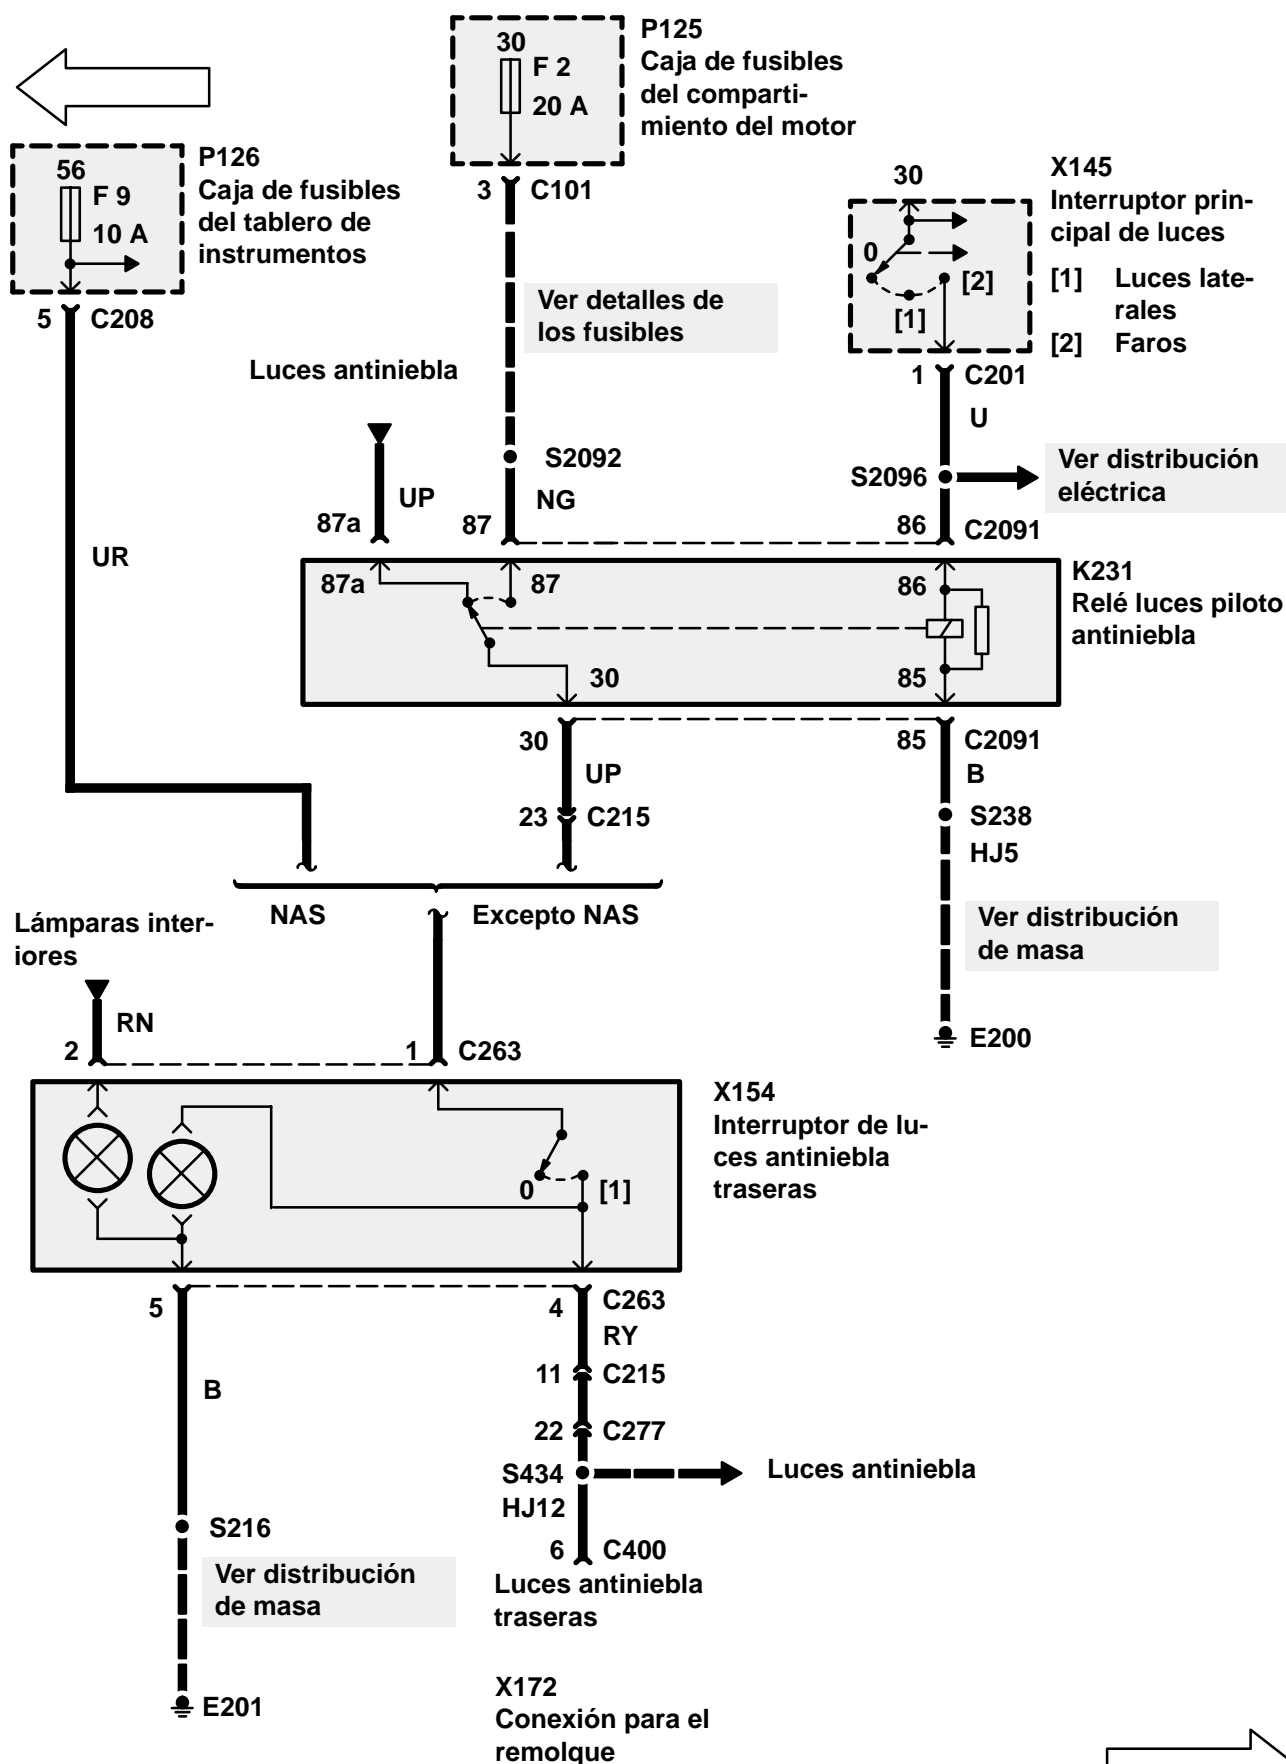 P125
Caja de fusibles
del comparti-
miento del motor
30
F 2
20 A
3 C101
P126
Caja de fusibles
del tablero de
instrumentos
56
F 9
10 A
5 C208
X145
Interruptor prin-
cipal de luces
[1] Luces late-
rales
[2] Faros
30
0
[2]
[1]
1 C201
U
Ver detalles de
los fusibles
Luces antiniebla
S2092
S2096
Ver distribución
eléctrica
UP
NG
87a
87
86
C2091
UR
87a
87
86
K231
Relé luces piloto
antiniebla
30
85
30
85
C2091
UP
B
23 C215
S238
HJ5
NAS
Excepto NAS
Ver distribución
de masa
Lámparas inter-
iores
RN
2
1
C263
E200
X154
Interruptor de lu-
ces antiniebla
traseras
0
[1]
5
4
C263
RY
11 C215
B
22 C277
S434
Luces antiniebla
HJ12
S216
6 C400
Ver distribución
de masa
Luces antiniebla
traseras
E201
X172
Conexión para el
remolque